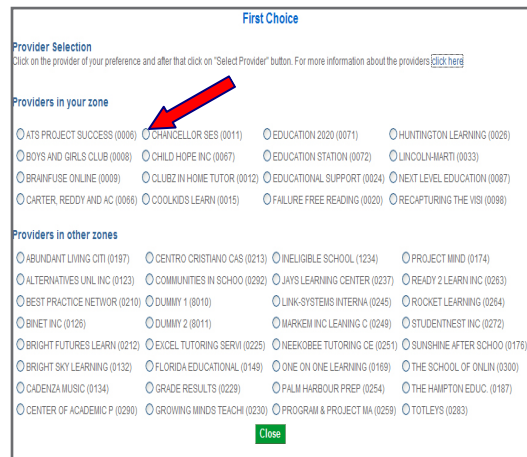 First Choice
Provider Selection
Click on the provider of your preference and after that click on "Select Provider" button. For more information about the providers click here
Providers in your zone
ATS PROJECT SUCCESS (0006) CHANCELLOR SES (0011) EDUCATION 2020 (0071) HUNTINGTON LEARNING (0026)
BOYS AND GIRLS CLUB (0008) CHILD HOPE INC (0067) EDUCATION STATION (0072) LINCOLN-MARTI (0033)
BRAINFUSE ONLINE (0009) CLUBZ IN HOME TUTOR (0012) EDUCATIONAL SUPPORT (0024) NEXT LEVEL EDUCATION (0087)
CARTER, REDDY AND AC (0066) COOLKIDS LEARN (0015) FAILURE FREE READING (0020) RECAPTURING THE VISI (0098)
Providers in other zones
ABUNDANT LIVING CITI (0197) CENTRO CRISTIANO CAS (0213) INELIGIBLE SCHOOL (1234) PROJECT MIND (0174)
ALTERNATIVES UNL INC (0123) COMMUNITIES IN SCHOO (0292) JAYS LEARNING CENTER (0237) READY 2 LEARN INC (0263)
BEST PRACTICE NETWOR (0210) DUMMY 1 (8010) LINK-SYSTEMS INTERNA (0245) ROCKET LEARNING (0264)
BINET INC (0126) DUMMY 2 (8011) MARKEM INC LEANING C (0249) STUDENTNEST INC (0272)
BRIGHT FUTURES LEARN (0212) EXCEL TUTORING SERVI (0225) NEEKOBEE TUTORING CE (0251) SUNSHINE AFTER SCHOO (0176)
BRIGHT SKY LEARNING (0132) FLORIDA EDUCATIONAL (0149) ONE ON ONE LEARNING (0169) THE SCHOOL OF ONLIN (0300)
CADENZA MUSIC (0134) GRADE RESULTS (0229) PALM HARBOUR PREP (0254) THE HAMPTON EDUC. (0187)
CENTER OF ACADEMIC P (0290) GROWING MINDS TEACHI (0230) PROGRAM & PROJECT MA (0259) TOTLEYS (0283)
Close